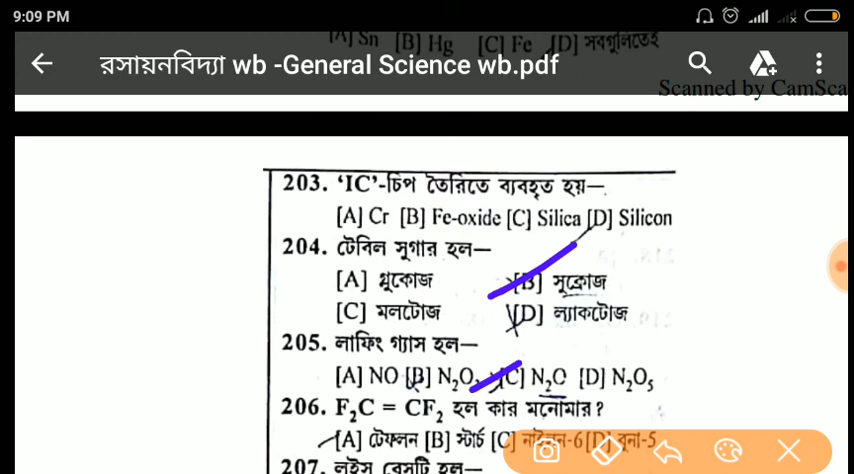 9:09 PM
[A] Sn [B] Hg [C] Fe [D] সবগুলিতেই
রসায়নবিদ্যা wb -General Science wb.pdf
Scanned by CamSca
203. ‘IC’-চিপ তৈরিতে ব্যবহৃত হয়—
[A] Cr [B] Fe-oxide [C] Silica [D] Silicon
204. টেবিল সুগার হল—
[A] গ্লুকোজ [B] সুক্রোজ
[C] মলটোজ [D] ল্যাকটোজ
205. লাফিং গ্যাস হল—
[A] NO [B] N₂O₃ [C] N₂O [D] N₂O₅
206. F₂C = CF₂ হল কার মনোমার?
[A] টেফলন [B] স্টার্চ [C] নাইলন-6 [D] বুনা-5
207. লুইস বেসটি হল—